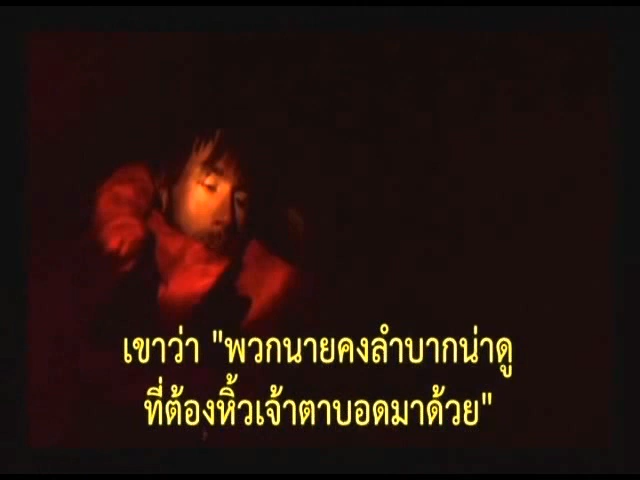 เขาว่า "พวกนายคงลำบากน่าดู
ที่ต้องหิ้วเจ้าตาบอดมาด้วย"